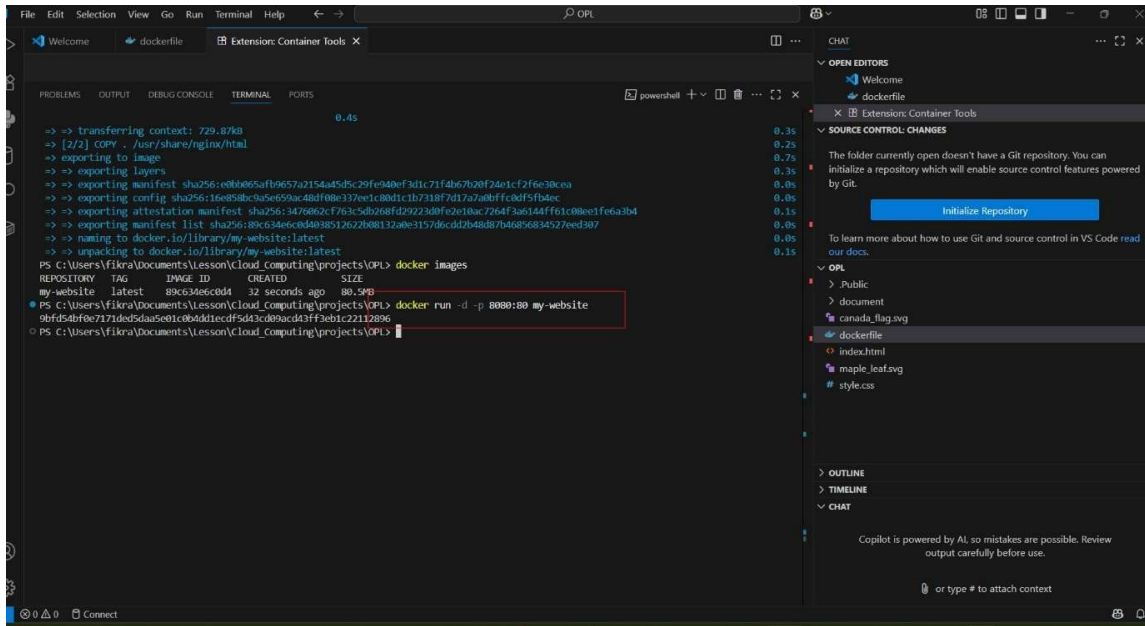 File Edit Selection View Go Run Terminal Help
OPL
Welcome
dockerfile
Extension: Container Tools
PROBLEMS OUTPUT DEBUG CONSOLE TERMINAL PORTS
powershell
0.4s
=> => transferring context: 729.87kB 0.3s
=> [2/2] COPY . /usr/share/nginx/html 0.2s
=> exporting to image 0.7s
=> => exporting layers 0.3s
=> => exporting manifest 0.0s
=> => exporting config 0.0s
=> => exporting attestation manifest 0.1s
=> => exporting manifest list 0.0s
=> => naming to docker.io/library/my-website:latest 0.0s
=> => unpacking to docker.io/library/my-website:latest 0.1s
PS C:\Users\fikra\Documents\Lesson\Cloud_Computing\projects\OPL> docker images
REPOSITORY TAG IMAGE ID CREATED SIZE
my-website latest 89c634e6c0d4 32 seconds ago 80.5MB
PS C:\Users\fikra\Documents\Lesson\Cloud_Computing\projects\OPL> docker run -d -p 8080:80 my-website
PS C:\Users\fikra\Documents\Lesson\Cloud_Computing\projects\OPL>
CHAT
OPEN EDITORS
Welcome
dockerfile
Extension: Container Tools
SOURCE CONTROL: CHANGES
The folder currently open doesn't have a Git repository. You can
initialize a repository which will enable source control features powered
by Git.
Initialize Repository
To learn more about how to use Git and source control in VS Code read
our docs.
OPL
.Public
document
canada_flag.svg
dockerfile
index.html
maple_leaf.svg
style.css
OUTLINE
TIMELINE
CHAT
Copilot is powered by AI, so mistakes are possible. Review
output carefully before use.
or type # to attach context
0 0 Connect